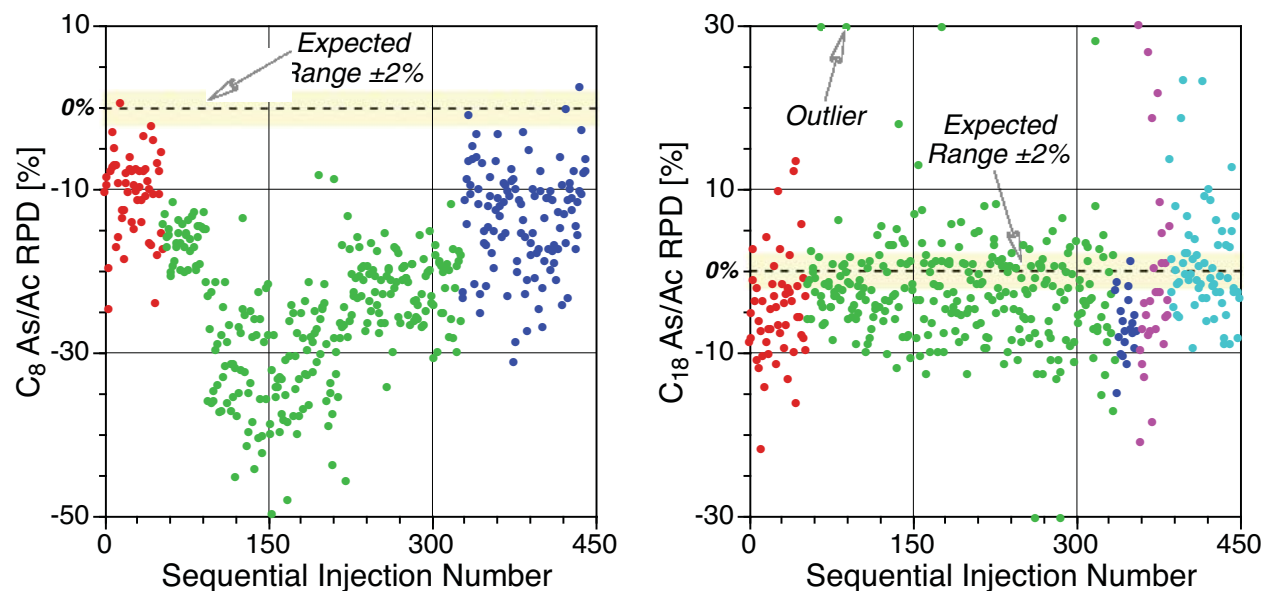 10
Expected
Range ±2%
0%
-10
-30
-50
0
150
300
450
C8 As/Ac RPD [%]
Sequential Injection Number
30
Outlier
Expected
Range ±2%
10
0%
-10
-30
0
150
300
450
C18 As/Ac RPD [%]
Sequential Injection Number